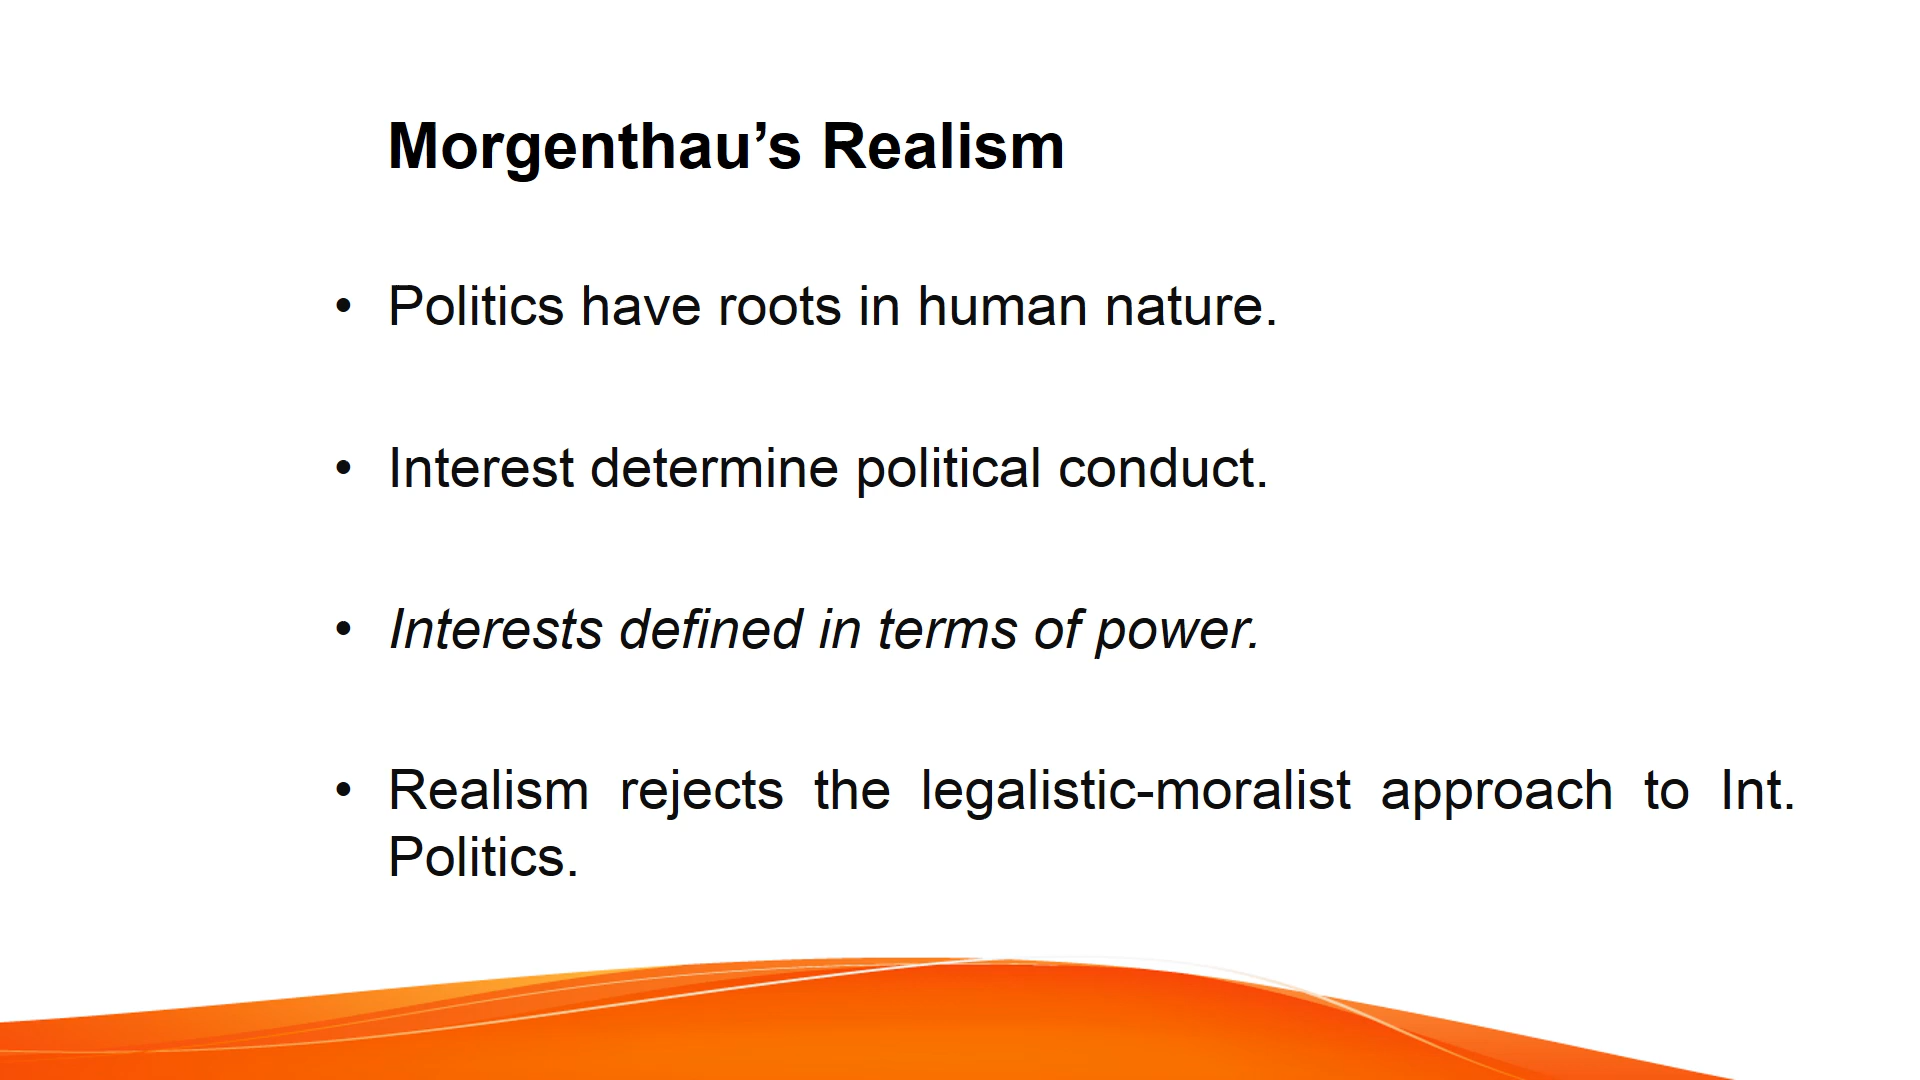 Morgenthau’s Realism
• Politics have roots in human nature.
• Interest determine political conduct.
• Interests defined in terms of power.
• Realism rejects the legalistic-moralist approach to Int.
Politics.